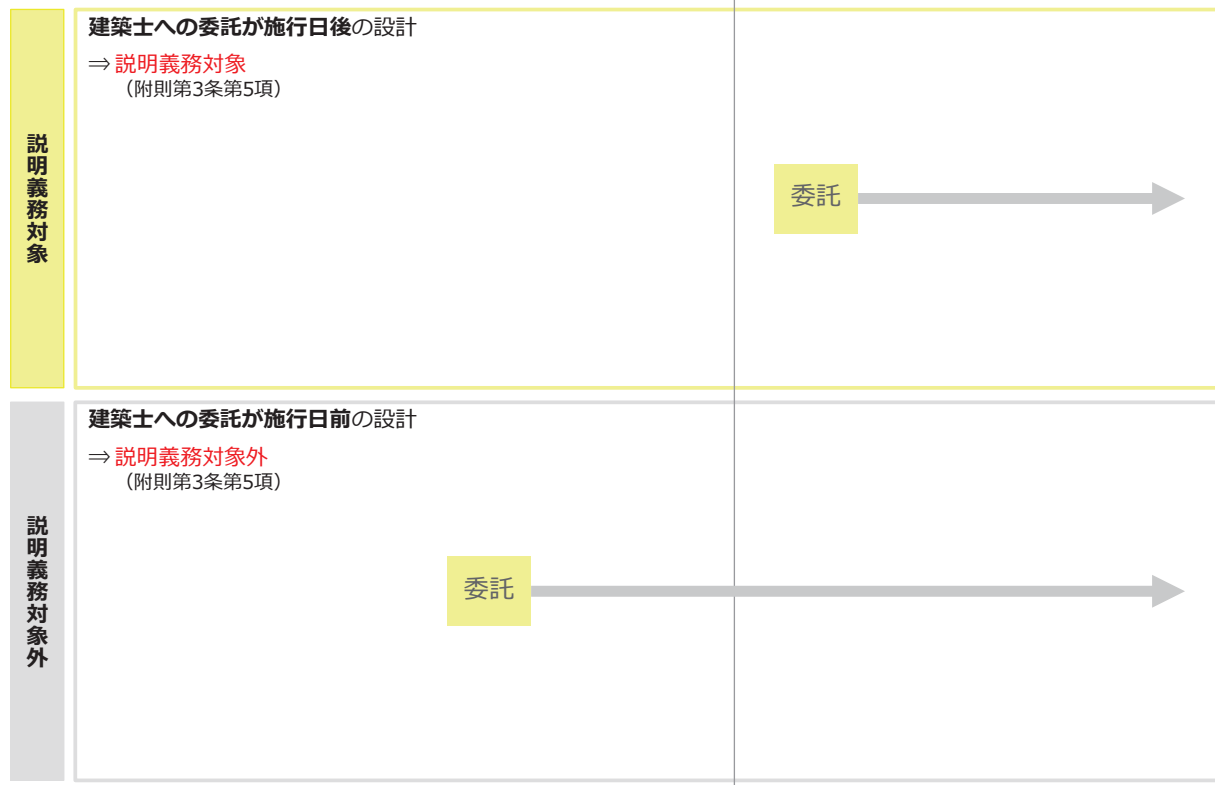 説明義務対象
建築士への委託が施行日後の設計
⇒ 説明義務対象
（附則第3条第5項）
委託
説明義務対象外
建築士への委託が施行日前の設計
⇒ 説明義務対象外
（附則第3条第5項）
委託